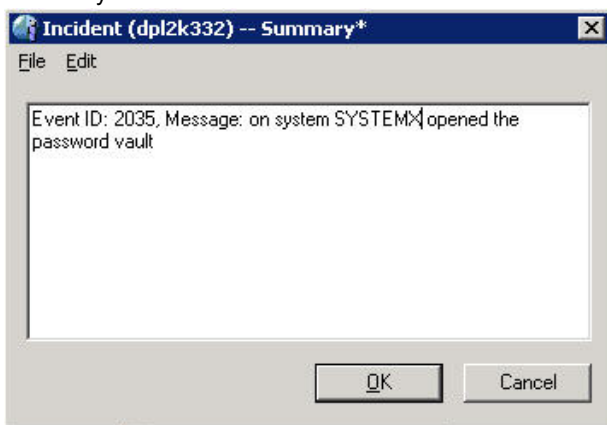 Incident (dpl2k332) -- Summary*
File Edit
Event ID: 2035, Message: on system SYSTEMX opened the
password vault
OK Cancel